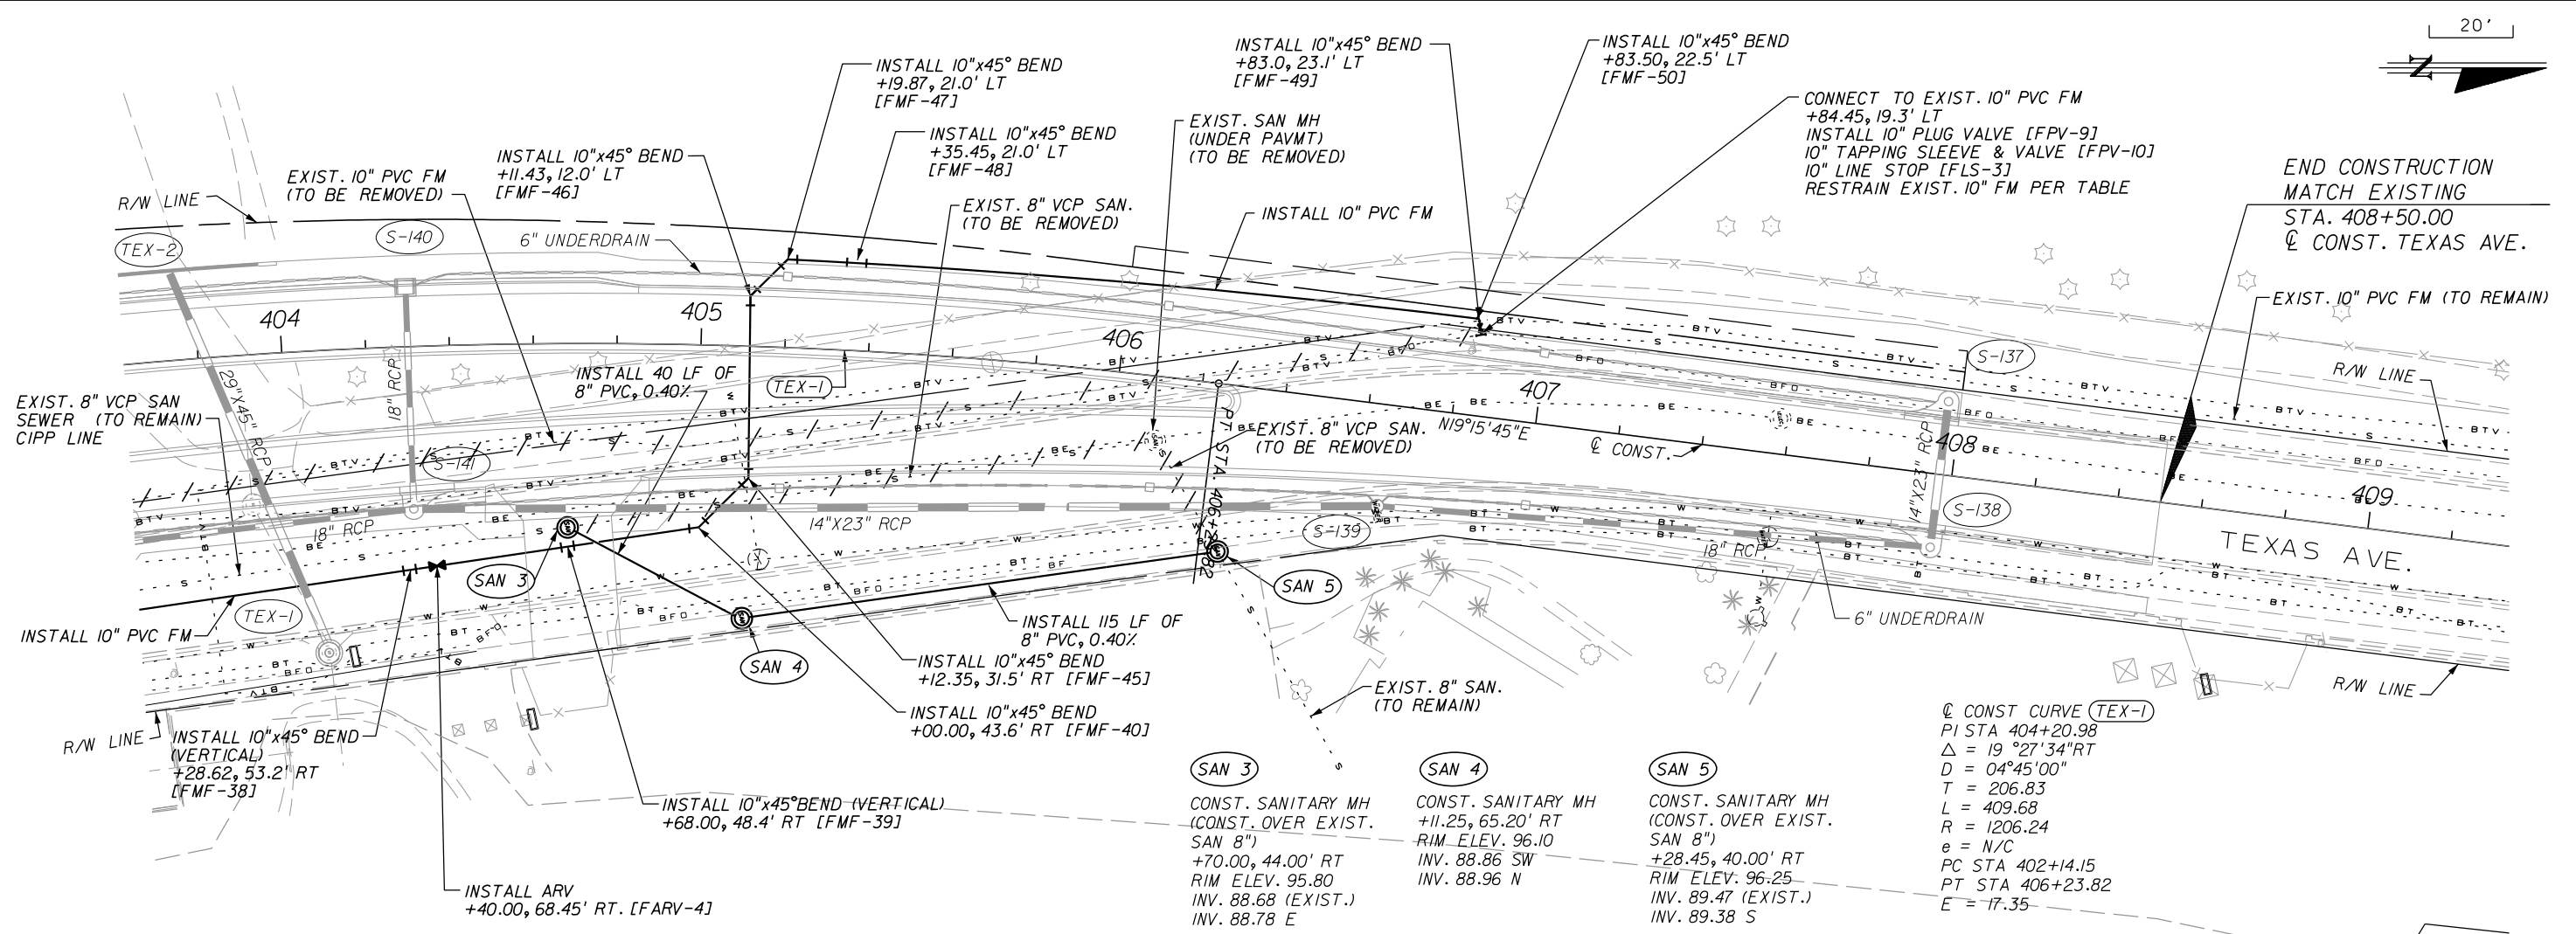 20'
N
INSTALL 10"x45° BEND
+19.87, 21.0' LT
[FMF-47]
INSTALL 10"x45° BEND
+35.45, 21.0' LT
[FMF-48]
INSTALL 10"x45° BEND
+83.0, 23.1' LT
[FMF-49]
INSTALL 10"x45° BEND
+83.50, 22.5' LT
[FMF-50]
CONNECT TO EXIST. 10" PVC FM
+84.45, 19.3' LT
INSTALL 10" PLUG VALVE [FPV-9]
10" TAPPING SLEEVE & VALVE [FPV-10]
10" LINE STOP [FLS-3]
RESTRAIN EXIST. 10" FM PER TABLE
END CONSTRUCTION
MATCH EXISTING
STA. 408+50.00
℄ CONST. TEXAS AVE.
EXIST. SAN MH
(UNDER PAVMT)
(TO BE REMOVED)
INSTALL 10"x45° BEND
+11.43, 12.0' LT
[FMF-46]
EXIST. 10" PVC FM
(TO BE REMOVED)
R/W LINE
EXIST. 8" VCP SAN.
(TO BE REMOVED)
INSTALL 10" PVC FM
TEX-2
S-140
6" UNDERDRAIN
EXIST. 10" PVC FM (TO REMAIN)
404
405
406
407
408
409
29"X45" RCP
18" RCP
INSTALL 40 LF OF
8" PVC, 0.40%
TEX-1
S-137
R/W LINE
EXIST. 8" VCP SAN
SEWER (TO REMAIN)
CIPP LINE
S-141
EXIST. 8" VCP SAN.
(TO BE REMOVED)
PT STA. 406+23.82
N19°15'45"E
℄ CONST.
14"X23" RCP
18" RCP
14"X23" RCP
S-139
18" RCP
S-138
TEXAS AVE.
SAN 3
SAN 5
TEX-1
INSTALL 10" PVC FM
SAN 4
INSTALL 115 LF OF
8" PVC, 0.40%
6" UNDERDRAIN
INSTALL 10"x45° BEND
+12.35, 31.5' RT [FMF-45]
EXIST. 8" SAN.
(TO REMAIN)
R/W LINE
INSTALL 10"x45° BEND
+00.00, 43.6' RT [FMF-40]
R/W LINE
INSTALL 10"x45° BEND
(VERTICAL)
+28.62, 53.2' RT
[FMF-38]
INSTALL 10"x45°BEND (VERTICAL)
+68.00, 48.4' RT [FMF-39]
INSTALL ARV
+40.00, 68.45' RT. [FARV-4]
SAN 3
CONST. SANITARY MH
(CONST. OVER EXIST.
SAN 8")
+70.00, 44.00' RT
RIM ELEV. 95.80
INV. 88.68 (EXIST.)
INV. 88.78 E
SAN 4
CONST. SANITARY MH
+11.25, 65.20' RT
RIM ELEV. 96.10
INV. 88.86 SW
INV. 88.96 N
SAN 5
CONST. SANITARY MH
(CONST. OVER EXIST.
SAN 8")
+28.45, 40.00' RT
RIM ELEV. 96.25
INV. 89.47 (EXIST.)
INV. 89.38 S
℄ CONST CURVE TEX-1
PI STA 404+20.98
Δ = 19 °27'34"RT
D = 04°45'00"
T = 206.83
L = 409.68
R = 1206.24
e = N/C
PC STA 402+14.15
PT STA 406+23.82
E = 17.35